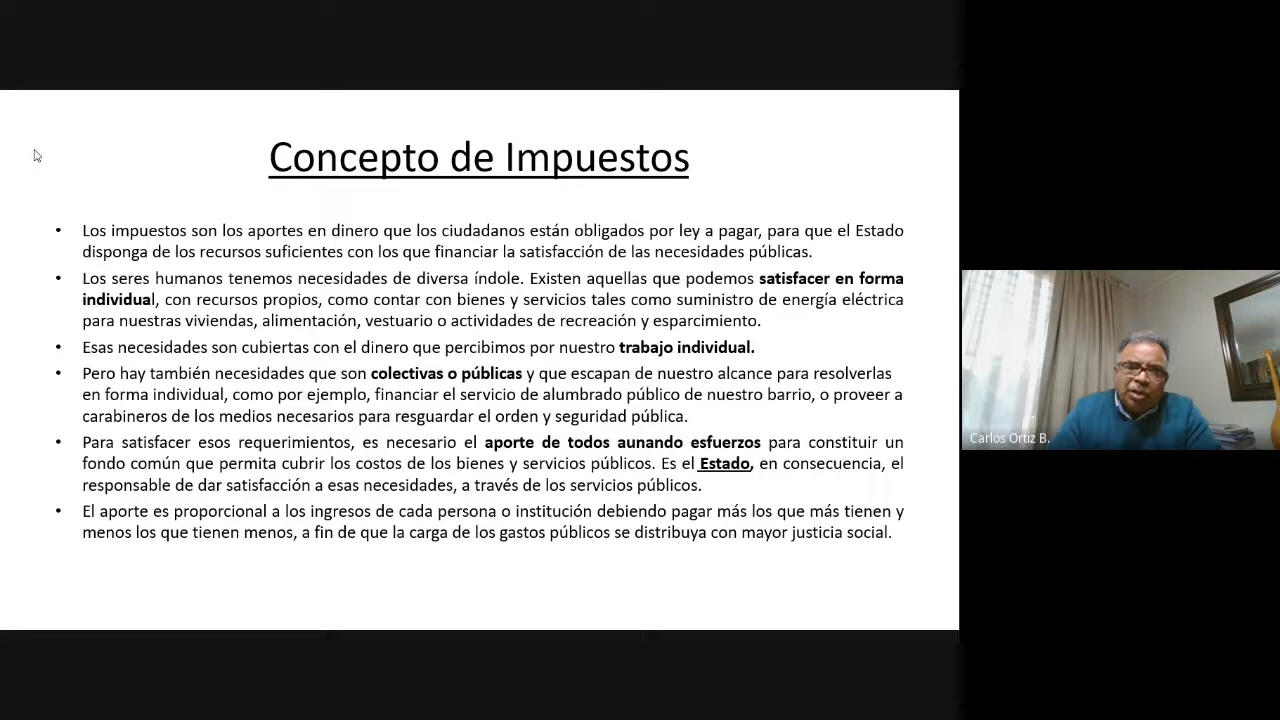 Concepto de Impuestos
• Los impuestos son los aportes en dinero que los ciudadanos están obligados por ley a pagar, para que el Estado
disponga de los recursos suficientes con los que financiar la satisfacción de las necesidades públicas.
• Los seres humanos tenemos necesidades de diversa índole. Existen aquellas que podemos satisfacer en forma
individual, con recursos propios, como contar con bienes y servicios tales como suministro de energía eléctrica
para nuestras viviendas, alimentación, vestuario o actividades de recreación y esparcimiento.
• Esas necesidades son cubiertas con el dinero que percibimos por nuestro trabajo individual.
• Pero hay también necesidades que son colectivas o públicas y que escapan de nuestro alcance para resolverlas
en forma individual, como por ejemplo, financiar el servicio de alumbrado público de nuestro barrio, o proveer a
carabineros de los medios necesarios para resguardar el orden y seguridad pública.
• Para satisfacer esos requerimientos, es necesario el aporte de todos aunando esfuerzos para constituir un
fondo común que permita cubrir los costos de los bienes y servicios públicos. Es el Estado, en consecuencia, el
responsable de dar satisfacción a esas necesidades, a través de los servicios públicos.
• El aporte es proporcional a los ingresos de cada persona o institución debiendo pagar más los que más tienen y
menos los que tienen menos, a fin de que la carga de los gastos públicos se distribuya con mayor justicia social.
Carlos Ortiz B.